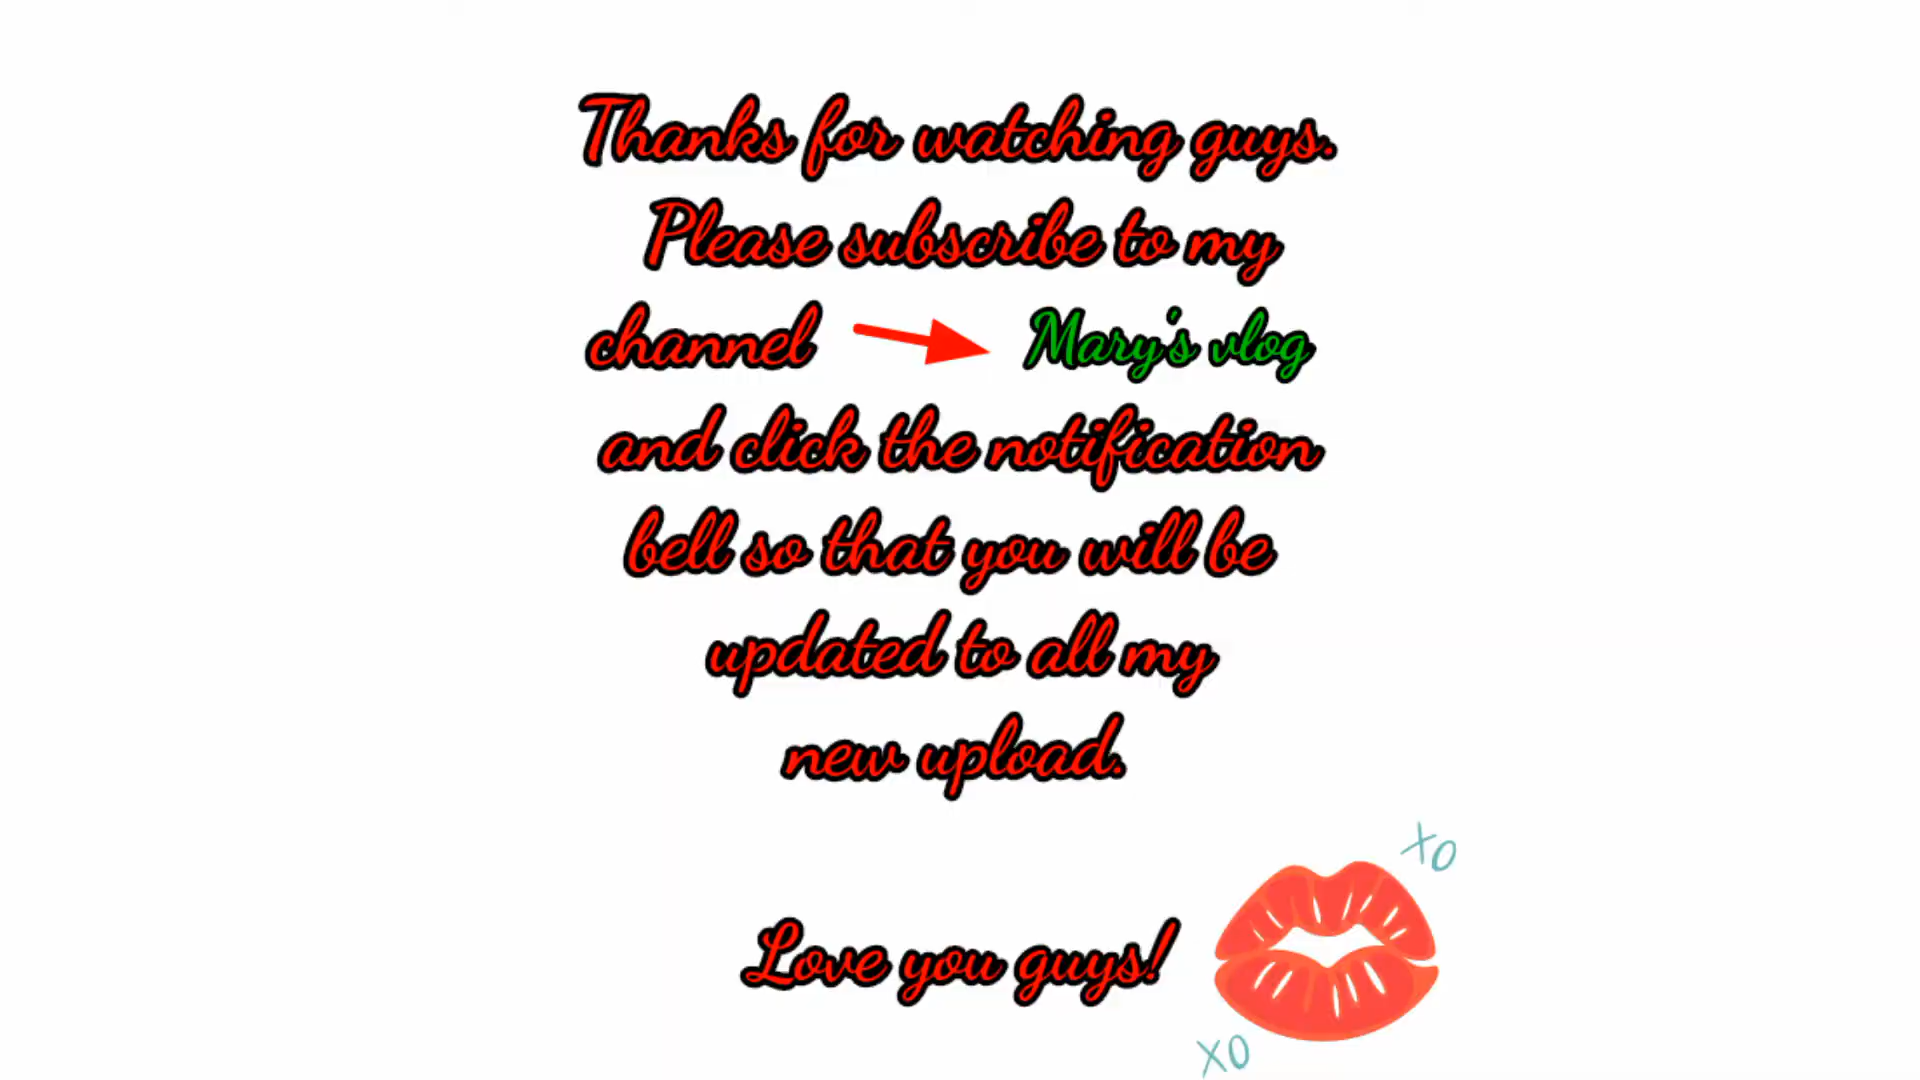 Thanks for watching guys.
Please subscribe to my
channel Mary's vlog
and click the notification
bell so that you will be
updated to all my
new upload.
XO
Love you guys!
XO